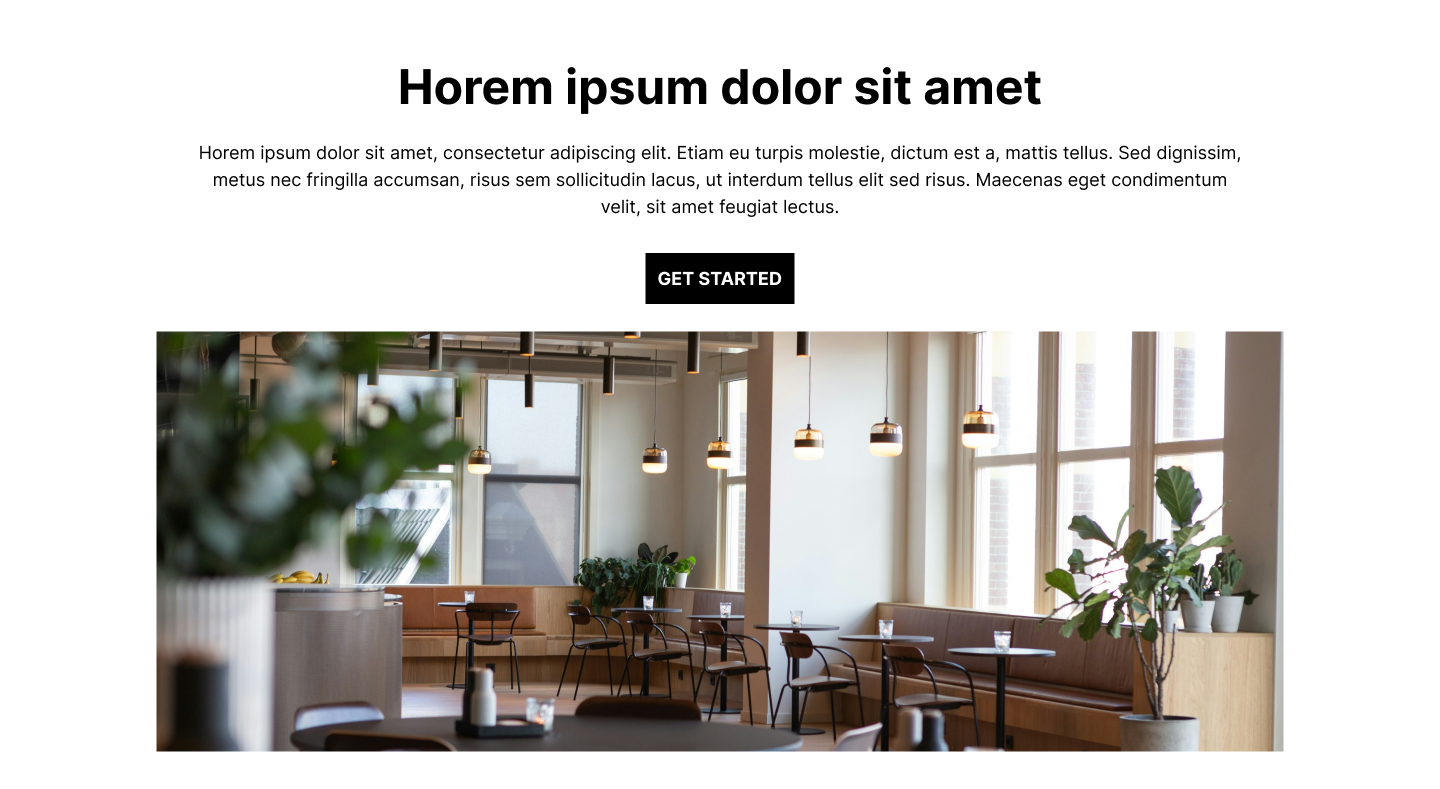 Horem ipsum dolor sit amet
Horem ipsum dolor sit amet, consectetur adipiscing elit. Etiam eu turpis molestie, dictum est a, mattis tellus. Sed dignissim,
metus nec fringilla accumsan, risus sem sollicitudin lacus, ut interdum tellus elit sed risus. Maecenas eget condimentum
velit, sit amet feugiat lectus.
GET STARTED